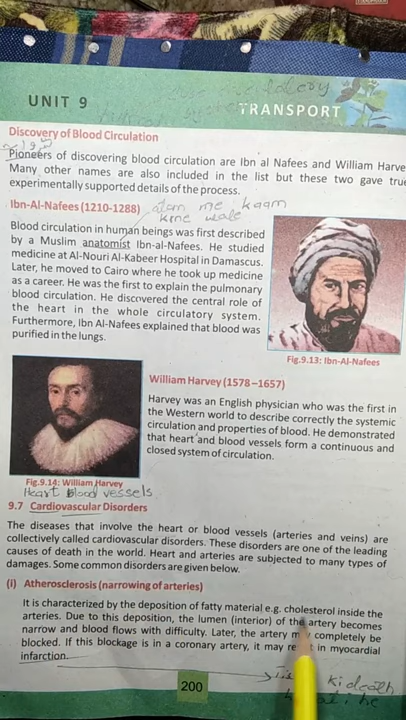 UNIT 9
TRANSPORT
Discovery of Blood Circulation
Pioneers of discovering blood circulation are Ibn al Nafees and William Harve
Many other names are also included in the list but these two gave true
experimentally supported details of the process.
Ibn-Al-Nafees (1210-1288)
me kaam
krne wale
Blood circulation in human beings was first described
by a Muslim anatomist Ibn-al-Nafees. He studied
medicine at Al-Nouri Al-Kabeer Hospital in Damascus.
Later, he moved to Cairo where he took up medicine
as a career. He was the first to explain the pulmonary
blood circulation. He discovered the central role of
the heart in the whole circulatory system.
Furthermore, Ibn Al-Nafees explained that blood was
purified in the lungs.
Fig.9.13: Ibn-Al-Nafees
William Harvey (1578–1657)
Harvey was an English physician who was the first in
the Western world to describe correctly the systemic
circulation and properties of blood. He demonstrated
that heart and blood vessels form a continuous and
closed system of circulation.
Fig.9.14: William Harvey
Heart Blood vessels
9.7 Cardiovascular Disorders
The diseases that involve the heart or blood vessels (arteries and veins) are
collectively called cardiovascular disorders. These disorders are one of the leading
causes of death in the world. Heart and arteries are subjected to many types of
damages. Some common disorders are given below.
(i) Atherosclerosis (narrowing of arteries)
It is characterized by the deposition of fatty material e.g. cholesterol inside the
arteries. Due to this deposition, the lumen (interior) of the artery becomes
narrow and blood flows with difficulty. Later, the artery completely be
blocked. If this blockage is in a coronary artery, it may in myocardial
infarction.
ki death
200